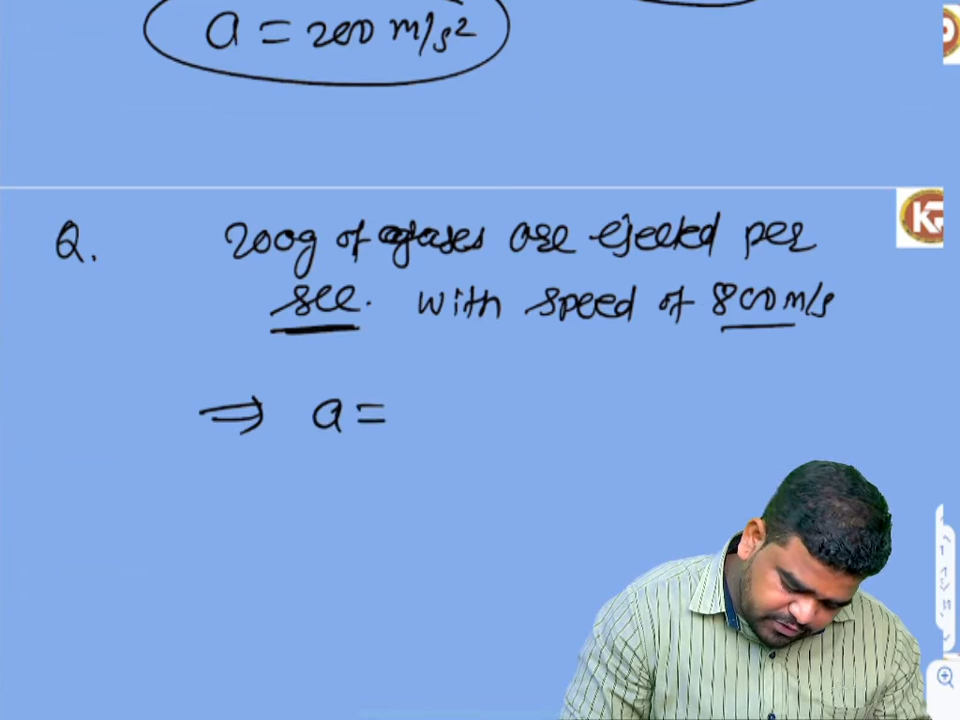 a = 200 m/s²
Q. 200g of gases are ejected per
sec. with speed of 800 m/s
⇒ a =